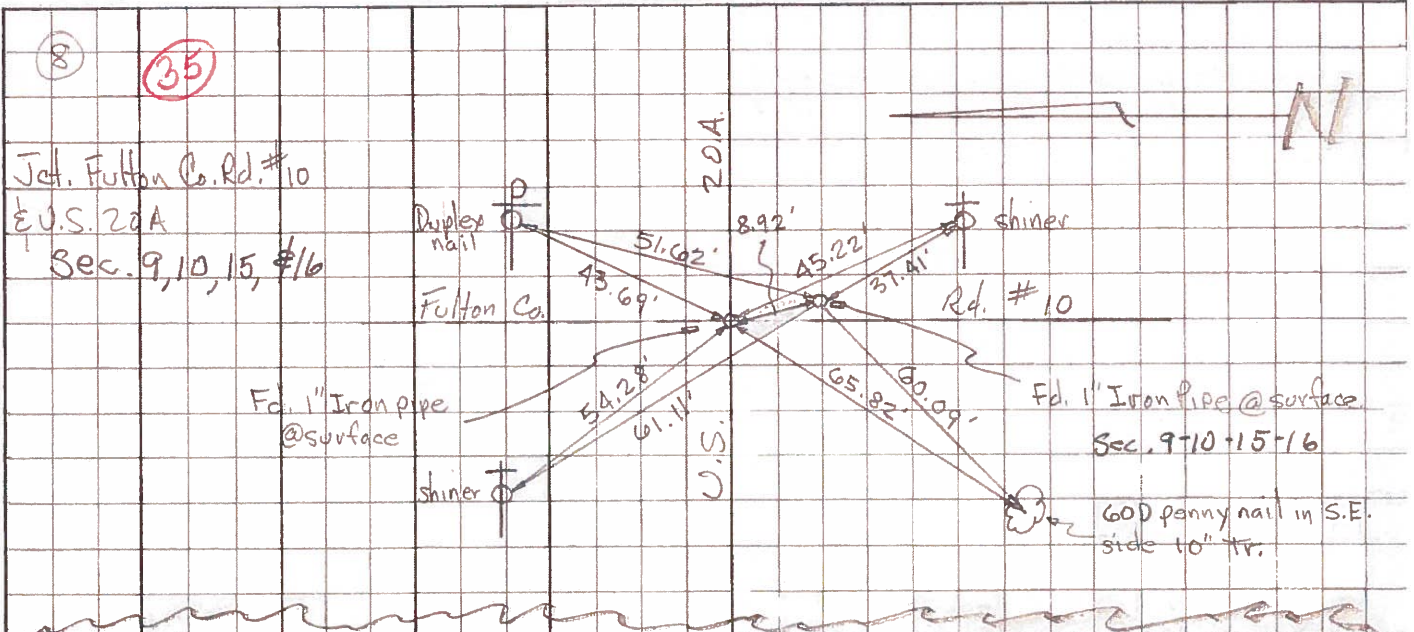 8
35
N
Jct. Fulton Co. Rd. #10
& U.S. 20A
Sec. 9, 10, 15, & 16
U.S. 20A
P
Duplex
nail
shiner
8.92'
51.62'
45.22'
43.69'
37.41'
Fulton Co.
Rd. #10
Fd. 1" Iron pipe
@surface
54.28'
61.11'
65.82'
60.09'
Fd. 1" Iron Pipe @ surface
Sec. 9-10-15-16
shiner
60D penny nail in S.E.
side 10" Tr.